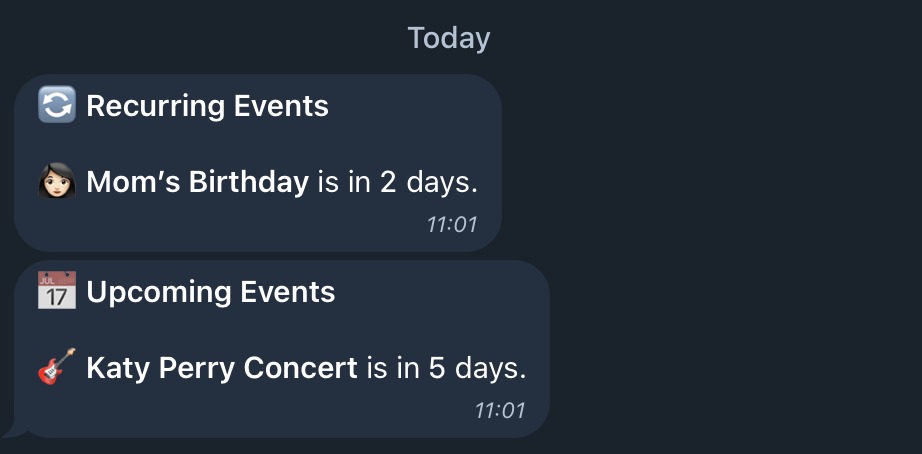 Today
🔄 Recurring Events
👩🏻 Mom’s Birthday is in 2 days.
11:01
📅 Upcoming Events
🎸 Katy Perry Concert is in 5 days.
11:01